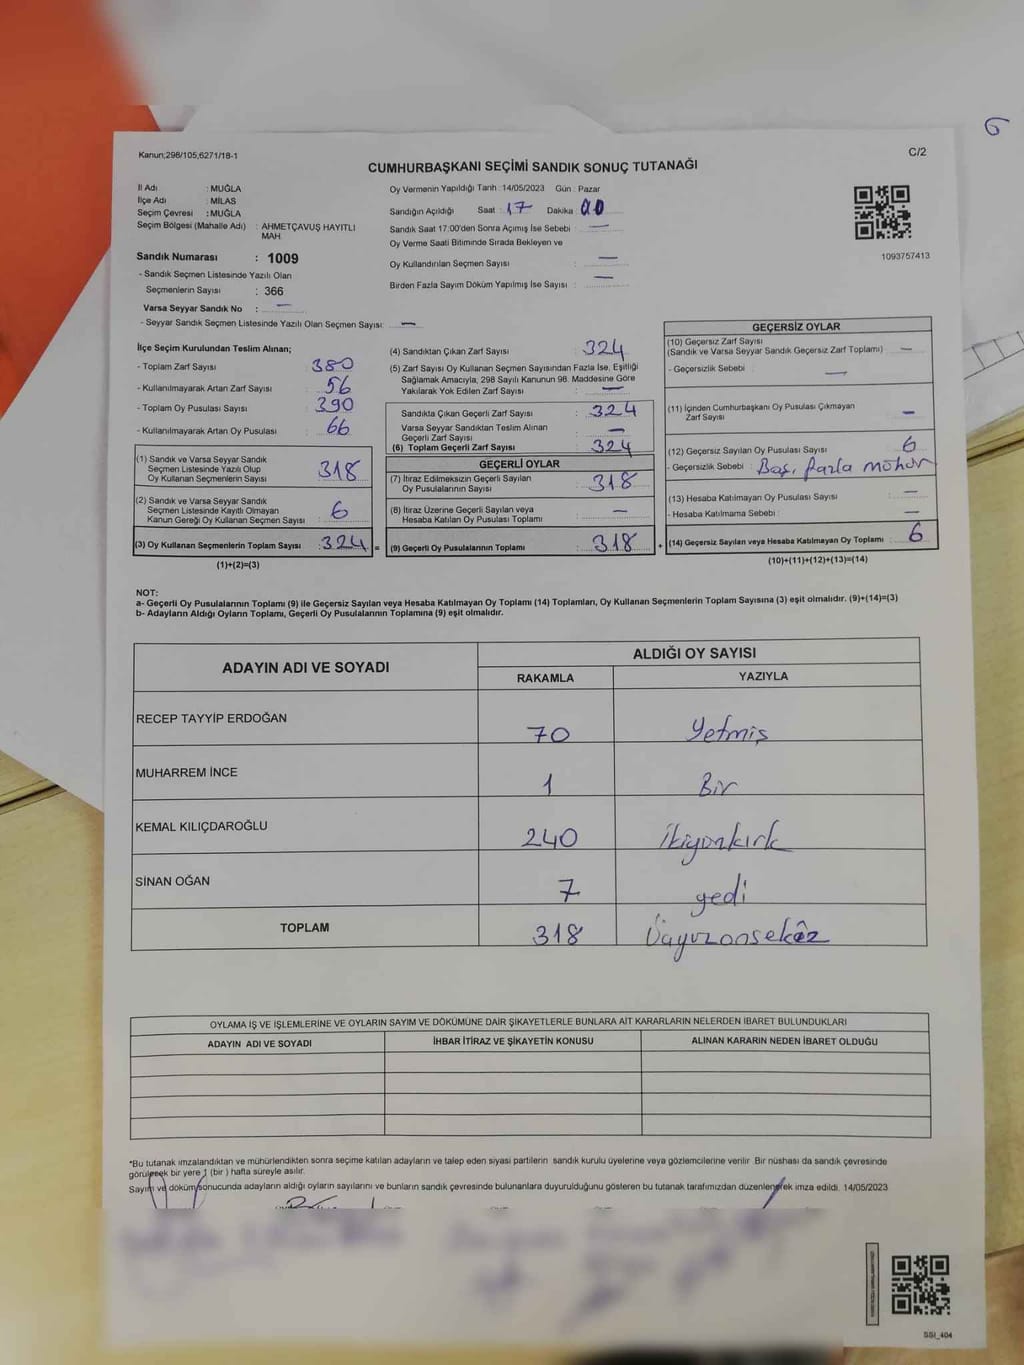 6
Kanun;298/105,6271/18-1
C/2
CUMHURBAŞKANI SEÇİMİ SANDIK SONUÇ TUTANAĞI
İl Adı : MUĞLA
İlçe Adı : MİLAS
Seçim Çevresi : MUĞLA
Seçim Bölgesi (Mahalle Adı) : AHMETÇAVUŞ HAYITLI
MAH
Sandık Numarası : 1009
- Sandık Seçmen Listesinde Yazılı Olan
Seçmenlerin Sayısı : 366
Varsa Seyyar Sandık No : —
- Seyyar Sandık Seçmen Listesinde Yazılı Olan Seçmen Sayısı: —
Oy Vermenin Yapıldığı Tarih : 14/05/2023 Gün : Pazar
Sandığın Açıldığı Saat : 17 Dakika : 00
Sandık Saat 17:00'den Sonra Açımış İse Sebebi : —
Oy Verme Saati Bitiminde Sırada Bekleyen ve
Oy Kullandırılan Seçmen Sayısı : —
Birden Fazla Sayım Döküm Yapılmış İse Sayısı : —
1093757413
İlçe Seçim Kurulundan Teslim Alınan;
- Toplam Zarf Sayısı : 380
- Kullanılmayarak Artan Zarf Sayısı : 56
- Toplam Oy Pusulası Sayısı : 390
- Kullanılmayarak Artan Oy Pusulası : 66
(1) Sandık ve Varsa Seyyar Sandık
Seçmen Listesinde Yazılı Olup
Oy Kullanan Seçmenlerin Sayısı : 318
(2) Sandık ve Varsa Seyyar Sandık
Seçmen Listesinde Kayıtlı Olmayan
Kanun Gereği Oy Kullanan Seçmen Sayısı : 6
(3) Oy Kullanan Seçmenlerin Toplam Sayısı : 324 =
(1)+(2)=(3)
(4) Sandıktan Çıkan Zarf Sayısı : 324
(5) Zarf Sayısı Oy Kullanan Seçmen Sayısından Fazla İse, Eşitliği
Sağlamak Amacıyla, 298 Sayılı Kanunun 98. Maddesine Göre
Yakılarak Yok Edilen Zarf Sayısı : —
Sandıkta Çıkan Geçerli Zarf Sayısı : 324
Varsa Seyyar Sandıktan Teslim Alınan
Geçerli Zarf Sayısı : —
(6) Toplam Geçerli Zarf Sayısı : 324
GEÇERLİ OYLAR
(7) İtiraz Edilmeksizin Geçerli Sayılan
Oy Pusulalarının Sayısı : 318
(8) İtiraz Üzerine Geçerli Sayılan veya
Hesaba Katılan Oy Pusulası Toplamı : —
(9) Geçerli Oy Pusulalarının Toplamı : 318 +
GEÇERSİZ OYLAR
(10) Geçersiz Zarf Sayısı
(Sandık ve Varsa Seyyar Sandık Geçersiz Zarf Toplamı) : —
- Geçersizlik Sebebi : —
(11) İçinden Cumhurbaşkanı Oy Pusulası Çıkmayan
Zarf Sayısı : —
(12) Geçersiz Sayılan Oy Pusulası Sayısı : 6
- Geçersizlik Sebebi : Boş, fazla mühür
(13) Hesaba Katılmayan Oy Pusulası Sayısı : —
- Hesaba Katılmama Sebebi : —
(14) Geçersiz Sayılan veya Hesaba Katılmayan Oy Toplamı : 6
(10)+(11)+(12)+(13)=(14)
NOT:
a- Geçerli Oy Pusulalarının Toplamı (9) ile Geçersiz Sayılan veya Hesaba Katılmayan Oy Toplamı (14) Toplamları, Oy Kullanan Seçmenlerin Toplam Sayısına (3) eşit olmalıdır. (9)+(14)=(3)
b- Adayların Aldığı Oyların Toplamı, Geçerli Oy Pusulalarının Toplamına (9) eşit olmalıdır.
ADAYIN ADI VE SOYADI
ALDIĞI OY SAYISI
RAKAMLA YAZIYLA
RECEP TAYYİP ERDOĞAN 70 Yetmiş
MUHARREM İNCE 1 Bir
KEMAL KILIÇDAROĞLU 240 İkiyüzkırk
SİNAN OĞAN 7 yedi
TOPLAM 318 Üçyüzonsekiz
OYLAMA İŞ VE İŞLEMLERİNE VE OYLARIN SAYIM VE DÖKÜMÜNE DAİR ŞİKAYETLERLE BUNLARA AİT KARARLARIN NELERDEN İBARET BULUNDUKLARI
ADAYIN ADI VE SOYADI İHBAR İTİRAZ VE ŞİKAYETİN KONUSU ALINAN KARARIN NEDEN İBARET OLDUĞU
*Bu tutanak imzalandıktan ve mühürlendikten sonra seçime katılan adayların ve talep eden siyasi partilerin sandık kurulu üyelerine veya gözlemcilerine verilir. Bir nüshası da sandık çevresinde
görülecek bir yere 1 (bir ) hafta süreyle asılır.
Sayım ve döküm sonucunda adayların aldığı oyların sayılarını ve bunların sandık çevresinde bulunanlara duyurulduğunu gösteren bu tutanak tarafımızdan düzenlenerek imza edildi. 14/05/2023
SSI_404